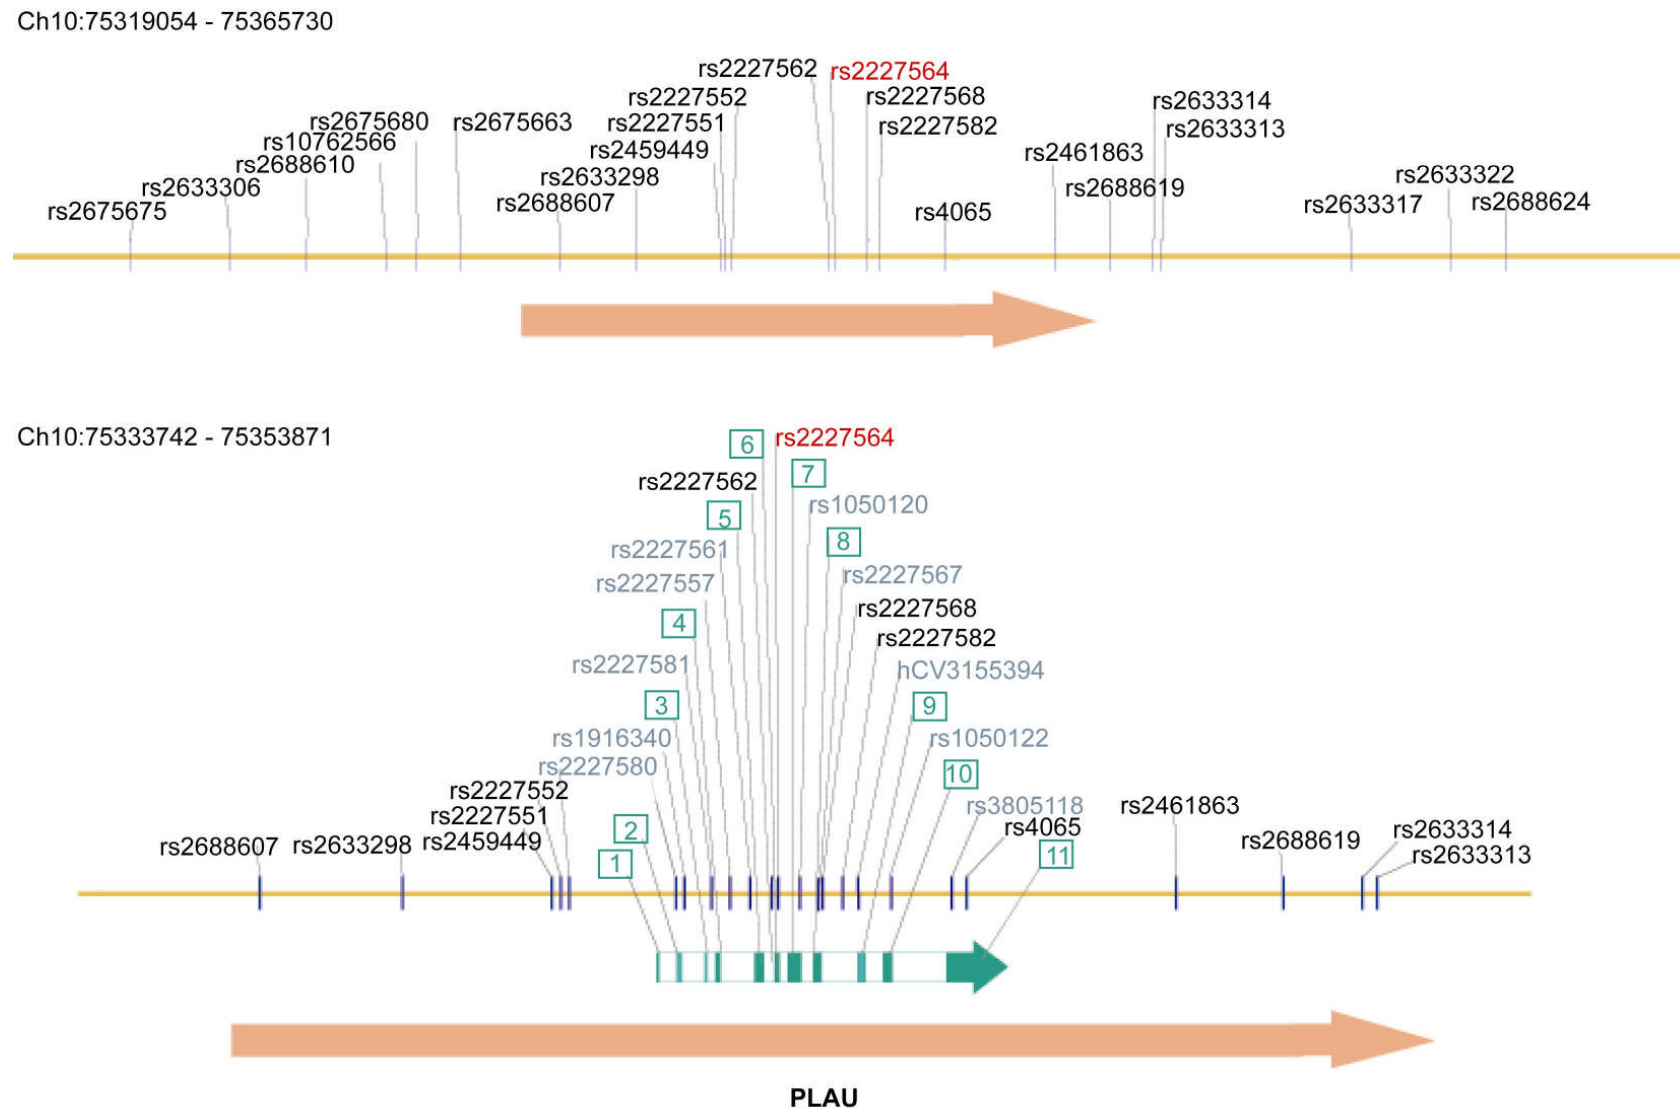 Ch10:75319054 - 75365730
rs2227562
rs2227564
rs2227552
rs2227568
rs2633314
rs2675680
rs2675663
rs2227551
rs2227582
rs2633313
rs10762566
rs2459449
rs2461863
rs2688610
rs2633298
rs2633322
rs2633306
rs2688619
rs2675675
rs2688607
rs4065
rs2633317
rs2688624
Ch10:75333742 - 75353871
6
rs2227564
7
rs2227562
rs1050120
5
8
rs2227561
rs2227567
rs2227557
rs2227568
4
rs2227582
rs2227581
hCV3155394
3
9
rs1916340
rs1050122
rs2227580
10
rs2227552
rs3805118
rs2461863
rs2227551
2
rs4065
rs2633314
rs2688607
rs2633298
rs2459449
rs2688619
1
11
rs2633313
PLAU